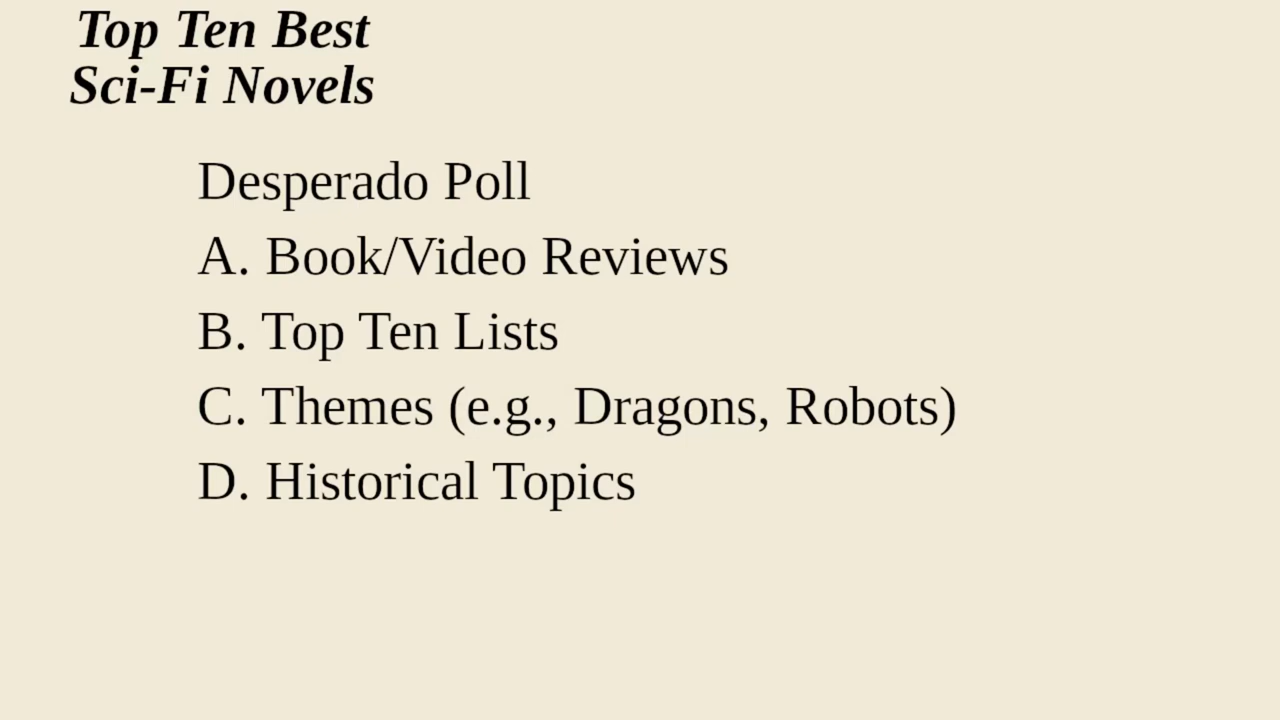 Top Ten Best
Sci-Fi Novels
Desperado Poll
A. Book/Video Reviews
B. Top Ten Lists
C. Themes (e.g., Dragons, Robots)
D. Historical Topics